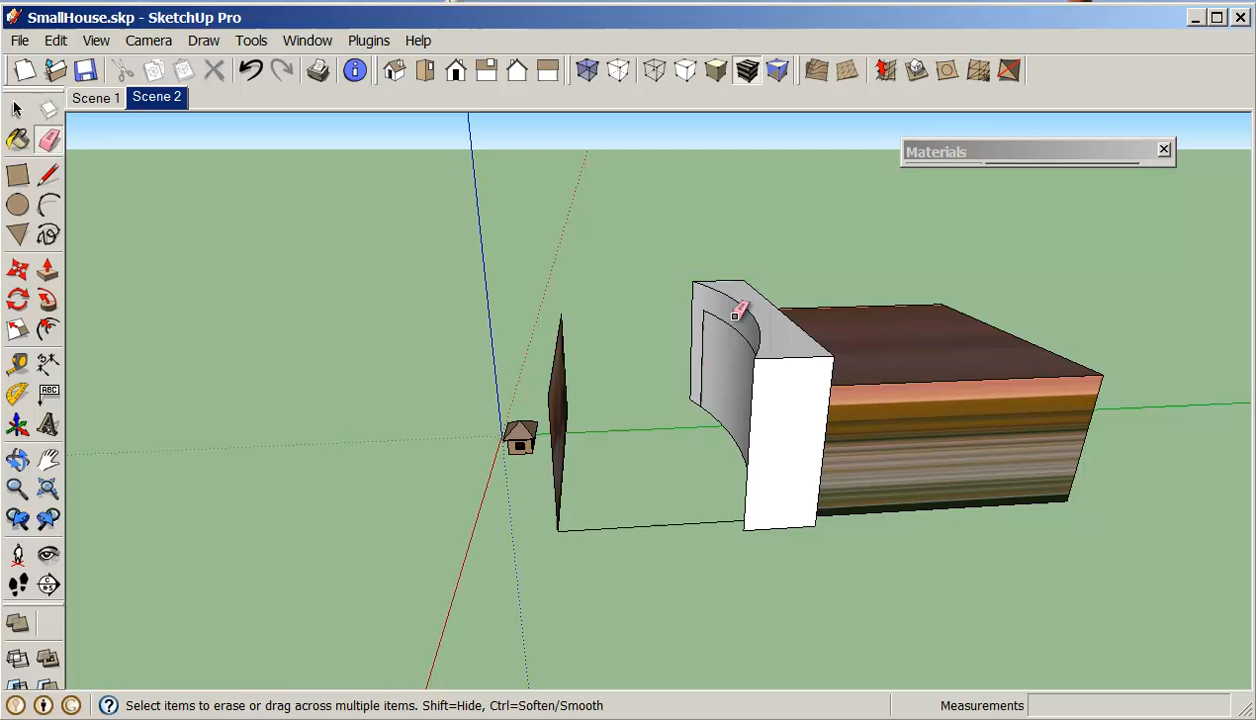 SmallHouse.skp - SketchUp Pro
File Edit View Camera Draw Tools Window Plugins Help
Scene 1 Scene 2
Materials
ABC
Select items to erase or drag across multiple items. Shift=Hide, Ctrl=Soften/Smooth
Measurements